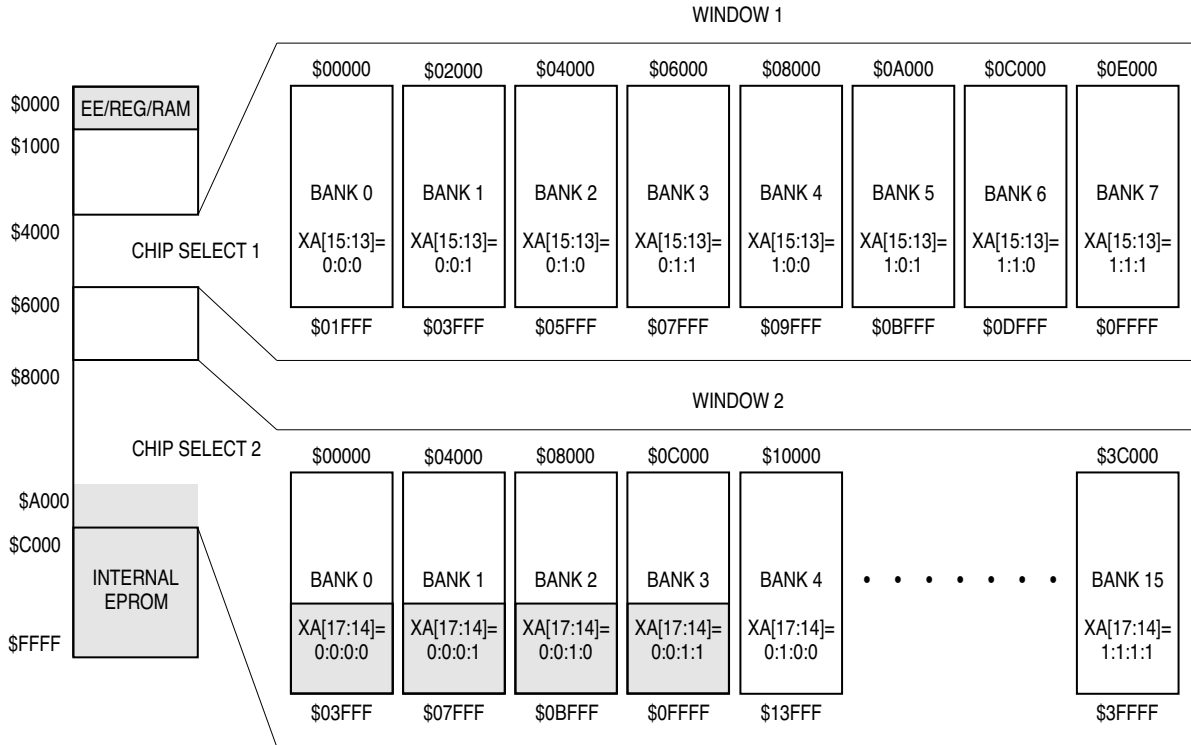 WINDOW 1
$00000 $02000 $04000 $06000 $08000 $0A000 $0C000 $0E000
$0000 EE/REG/RAM
$1000
BANK 0 BANK 1 BANK 2 BANK 3 BANK 4 BANK 5 BANK 6 BANK 7
$4000
CHIP SELECT 1
XA[15:13]= XA[15:13]= XA[15:13]= XA[15:13]= XA[15:13]= XA[15:13]= XA[15:13]= XA[15:13]=
0:0:0 0:0:1 0:1:0 0:1:1 1:0:0 1:0:1 1:1:0 1:1:1
$6000
$01FFF $03FFF $05FFF $07FFF $09FFF $0BFFF $0DFFF $0FFFF
$8000
WINDOW 2
CHIP SELECT 2
$00000 $04000 $08000 $0C000 $10000 $3C000
$A000
$C000
INTERNAL
EPROM
BANK 0 BANK 1 BANK 2 BANK 3 BANK 4 . . . . . . . BANK 15
XA[17:14]= XA[17:14]= XA[17:14]= XA[17:14]= XA[17:14]= XA[17:14]=
0:0:0:0 0:0:0:1 0:0:1:0 0:0:1:1 0:1:0:0 1:1:1:1
$FFFF
$03FFF $07FFF $0BFFF $0FFFF $13FFF $3FFFF